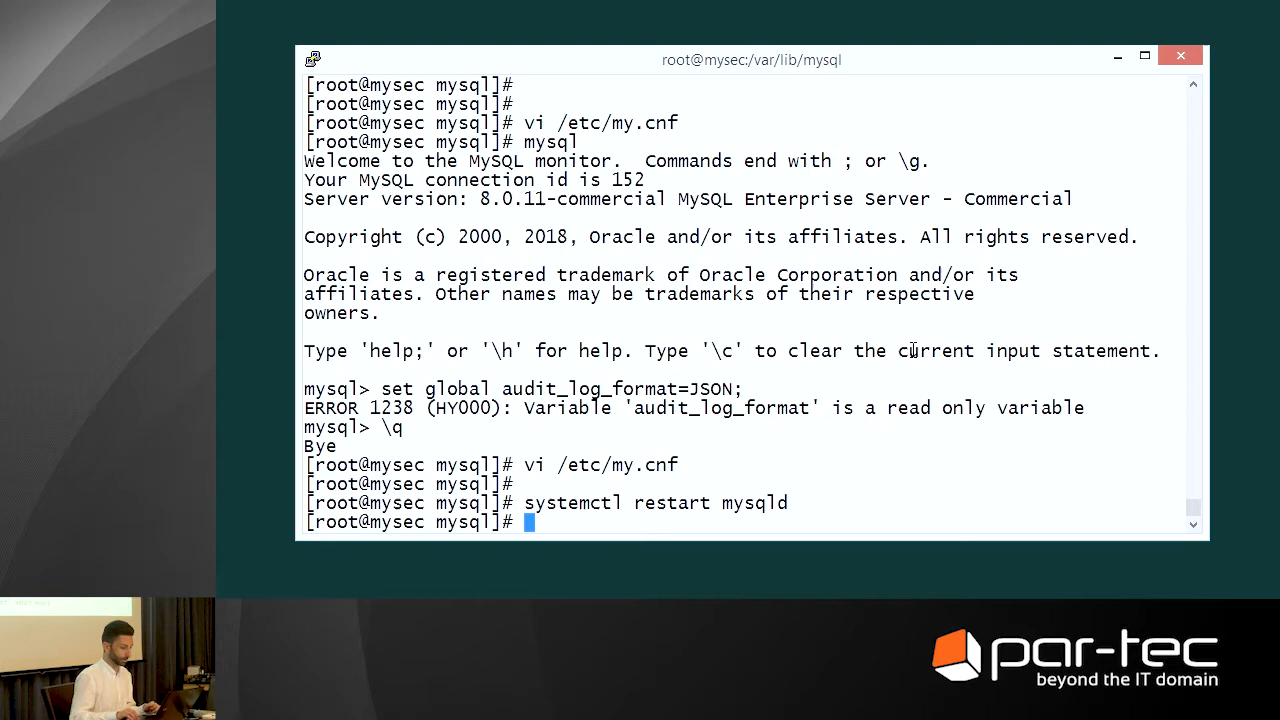 root@mysec:/var/lib/mysql
[root@mysec mysql]#
[root@mysec mysql]#
[root@mysec mysql]# vi /etc/my.cnf
[root@mysec mysql]# mysql
Welcome to the MySQL monitor.  Commands end with ; or \g.
Your MySQL connection id is 152
Server version: 8.0.11-commercial MySQL Enterprise Server - Commercial
Copyright (c) 2000, 2018, Oracle and/or its affiliates. All rights reserved.
Oracle is a registered trademark of Oracle Corporation and/or its
affiliates. Other names may be trademarks of their respective
owners.
Type 'help;' or '\h' for help. Type '\c' to clear the current input statement.
mysql> set global audit_log_format=JSON;
ERROR 1238 (HY000): Variable 'audit_log_format' is a read only variable
mysql> \q
Bye
[root@mysec mysql]# vi /etc/my.cnf
[root@mysec mysql]#
[root@mysec mysql]# systemctl restart mysqld
[root@mysec mysql]#
par-tec
beyond the IT domain